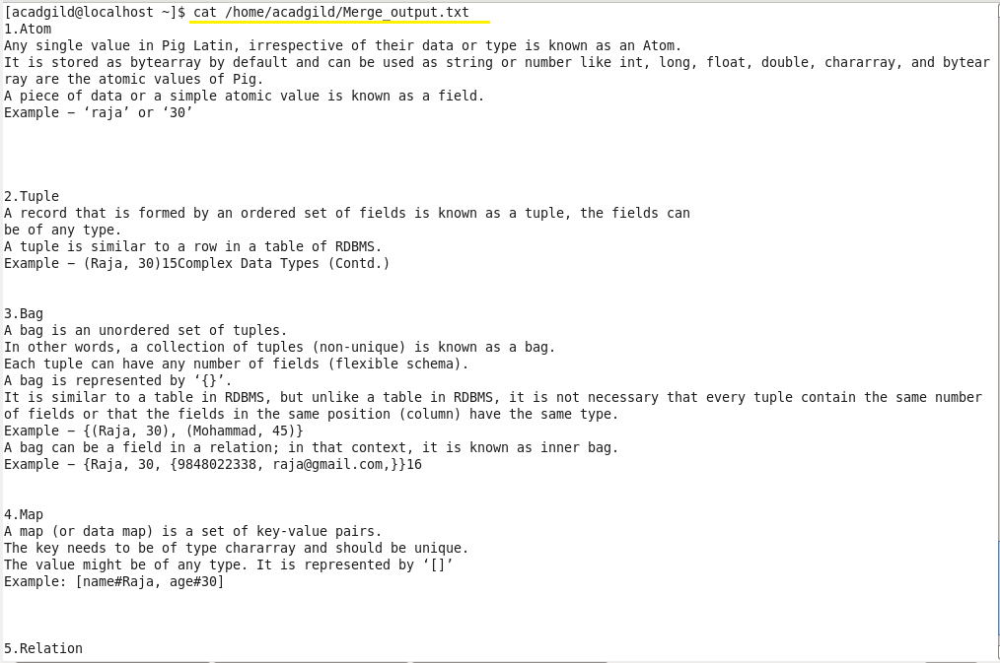 [acadgild@localhost ~]$ cat /home/acadgild/Merge_output.txt
1.Atom
Any single value in Pig Latin, irrespective of their data or type is known as an Atom.
It is stored as bytearray by default and can be used as string or number like int, long, float, double, chararray, and bytear
ray are the atomic values of Pig.
A piece of data or a simple atomic value is known as a field.
Example − ‘raja’ or ‘30’
2.Tuple
A record that is formed by an ordered set of fields is known as a tuple, the fields can
be of any type.
A tuple is similar to a row in a table of RDBMS.
Example − (Raja, 30)15Complex Data Types (Contd.)
3.Bag
A bag is an unordered set of tuples.
In other words, a collection of tuples (non-unique) is known as a bag.
Each tuple can have any number of fields (flexible schema).
A bag is represented by ‘{}’.
It is similar to a table in RDBMS, but unlike a table in RDBMS, it is not necessary that every tuple contain the same number
of fields or that the fields in the same position (column) have the same type.
Example − {(Raja, 30), (Mohammad, 45)}
A bag can be a field in a relation; in that context, it is known as inner bag.
Example − {Raja, 30, {9848022338, raja@gmail.com,}}16
4.Map
A map (or data map) is a set of key-value pairs.
The key needs to be of type chararray and should be unique.
The value might be of any type. It is represented by ‘[]’
Example: [name#Raja, age#30]
5.Relation